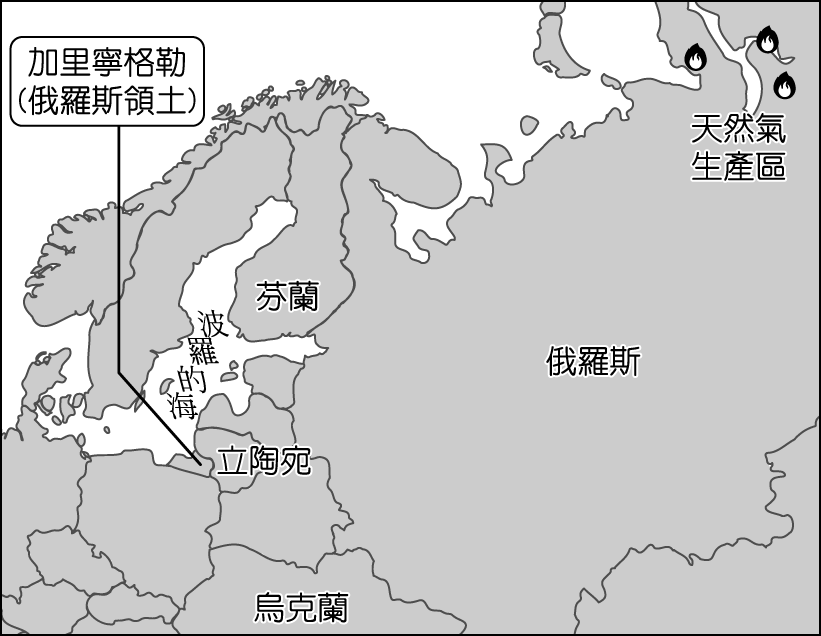 加里寧格勒
(俄羅斯領土)
天然氣
生產區
芬蘭
波羅的海
俄羅斯
立陶宛
烏克蘭